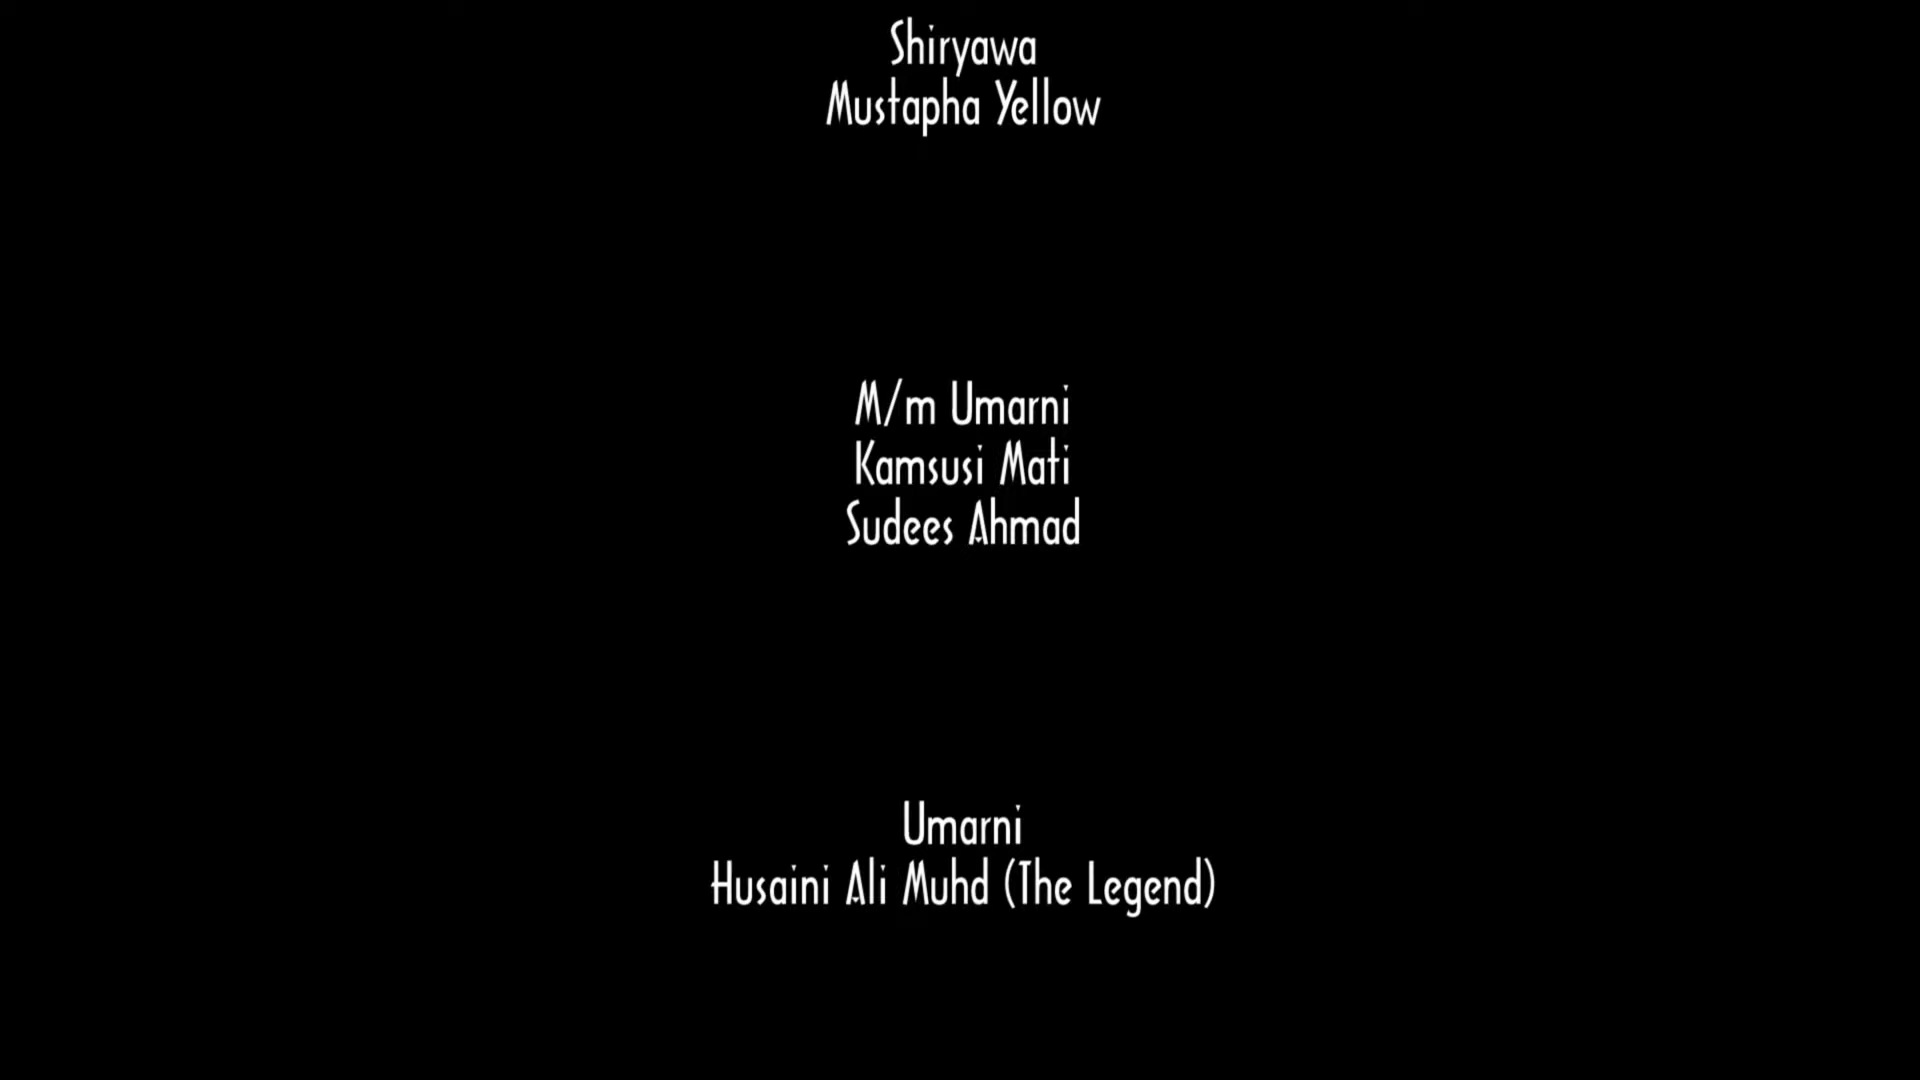 Shiryawa
Mustapha Yellow
M/m Umarni
Kamsusi Mati
Sudees Ahmad
Umarni
Husaini Ali Muhd (The Legend)